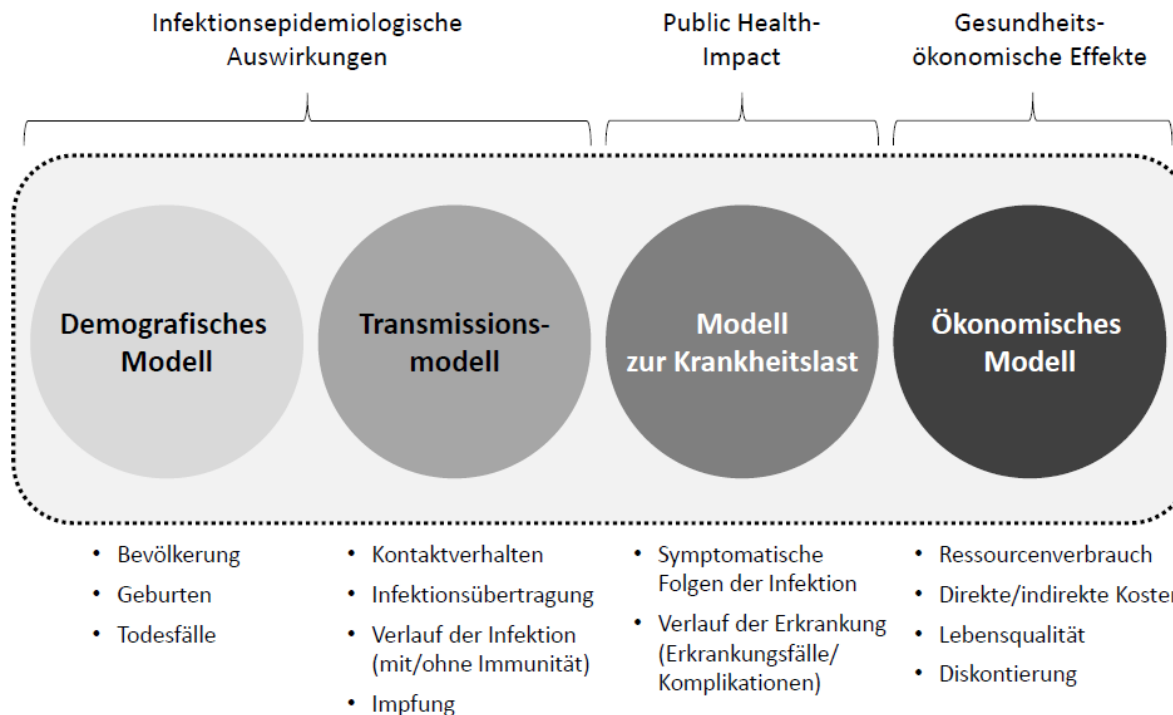 Infektionsepidemiologische
Auswirkungen
Public Health-
Impact
Gesundheits-
ökonomische Effekte
Demografisches
Modell
Transmissions-
modell
Modell
zur Krankheitslast
Ökonomisches
Modell
• Bevölkerung
• Geburten
• Todesfälle
• Kontaktverhalten
• Infektionsübertragung
• Verlauf der Infektion
(mit/ohne Immunität)
• Impfung
• Symptomatische
Folgen der Infektion
• Verlauf der Erkrankung
(Erkrankungsfälle/
Komplikationen)
• Ressourcenverbrauch
• Direkte/indirekte Koster
• Lebensqualität
• Diskontierung